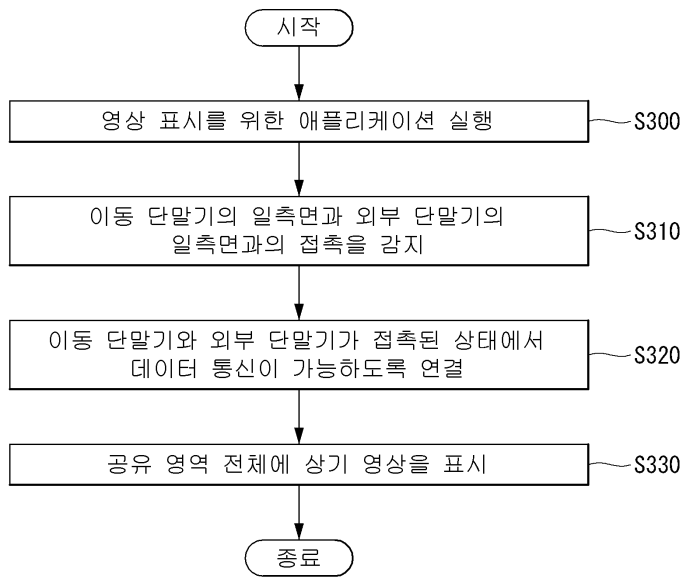 시작
영상 표시를 위한 애플리케이션 실행
S300
이동 단말기의 일측면과 외부 단말기의
일측면과의 접촉을 감지
S310
이동 단말기와 외부 단말기가 접촉된 상태에서
데이터 통신이 가능하도록 연결
S320
공유 영역 전체에 상기 영상을 표시
S330
종료